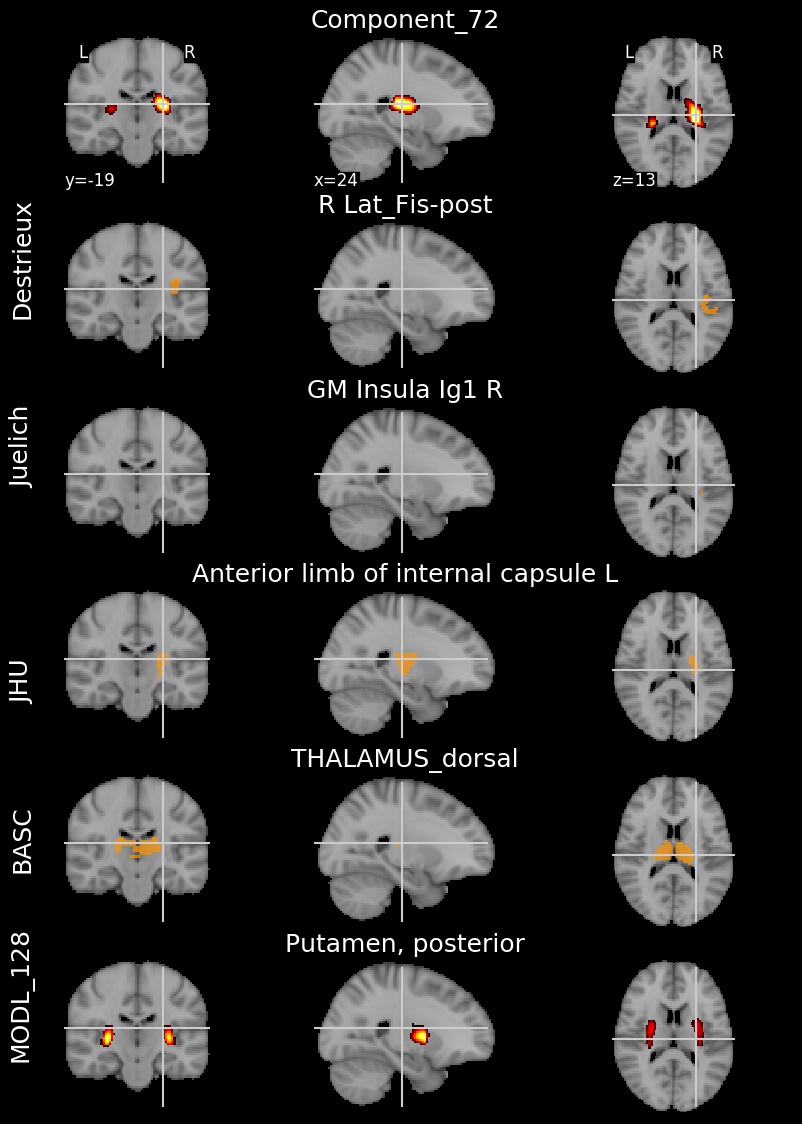 Component_72
L R L R
y=-19 x=24 z=13
R Lat_Fis-post
Destrieux
GM Insula Ig1 R
Juelich
Anterior limb of internal capsule L
JHU
THALAMUS_dorsal
BASC
Putamen, posterior
MODL_128